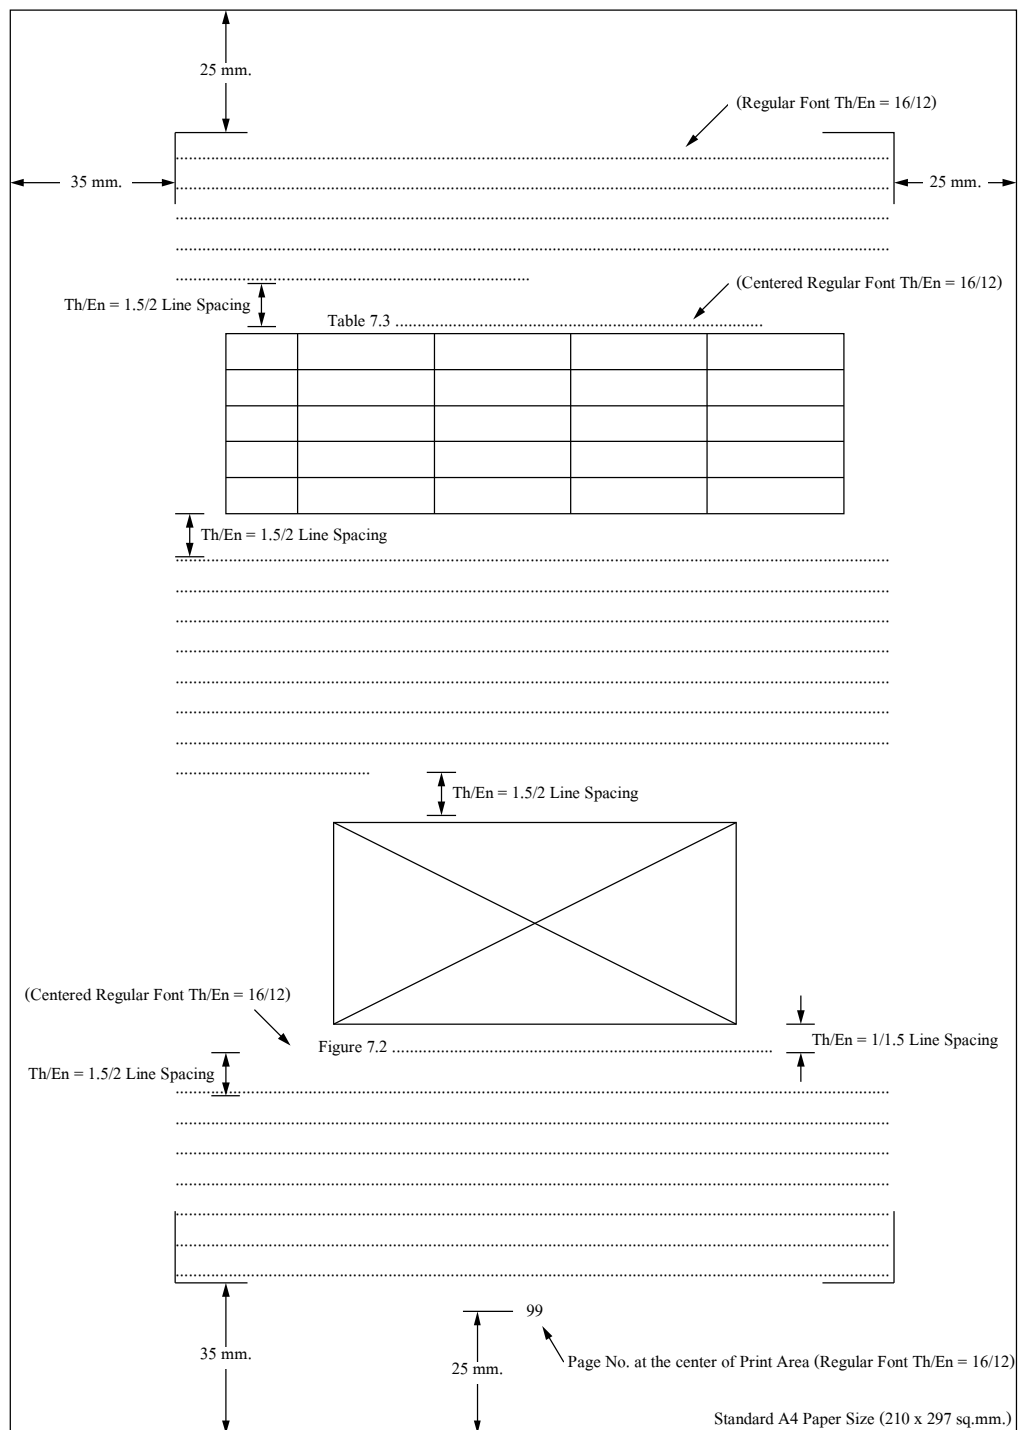 25 mm.
(Regular Font Th/En = 16/12)
35 mm.
25 mm.
(Centered Regular Font Th/En = 16/12)
Th/En = 1.5/2 Line Spacing
Table 7.3 ..........................................................................................
Th/En = 1.5/2 Line Spacing
Th/En = 1.5/2 Line Spacing
(Centered Regular Font Th/En = 16/12)
Th/En = 1/1.5 Line Spacing
Figure 7.2 ..........................................................................................
Th/En = 1.5/2 Line Spacing
99
35 mm.
25 mm.
Page No. at the center of Print Area (Regular Font Th/En = 16/12)
Standard A4 Paper Size (210 x 297 sq.mm.)